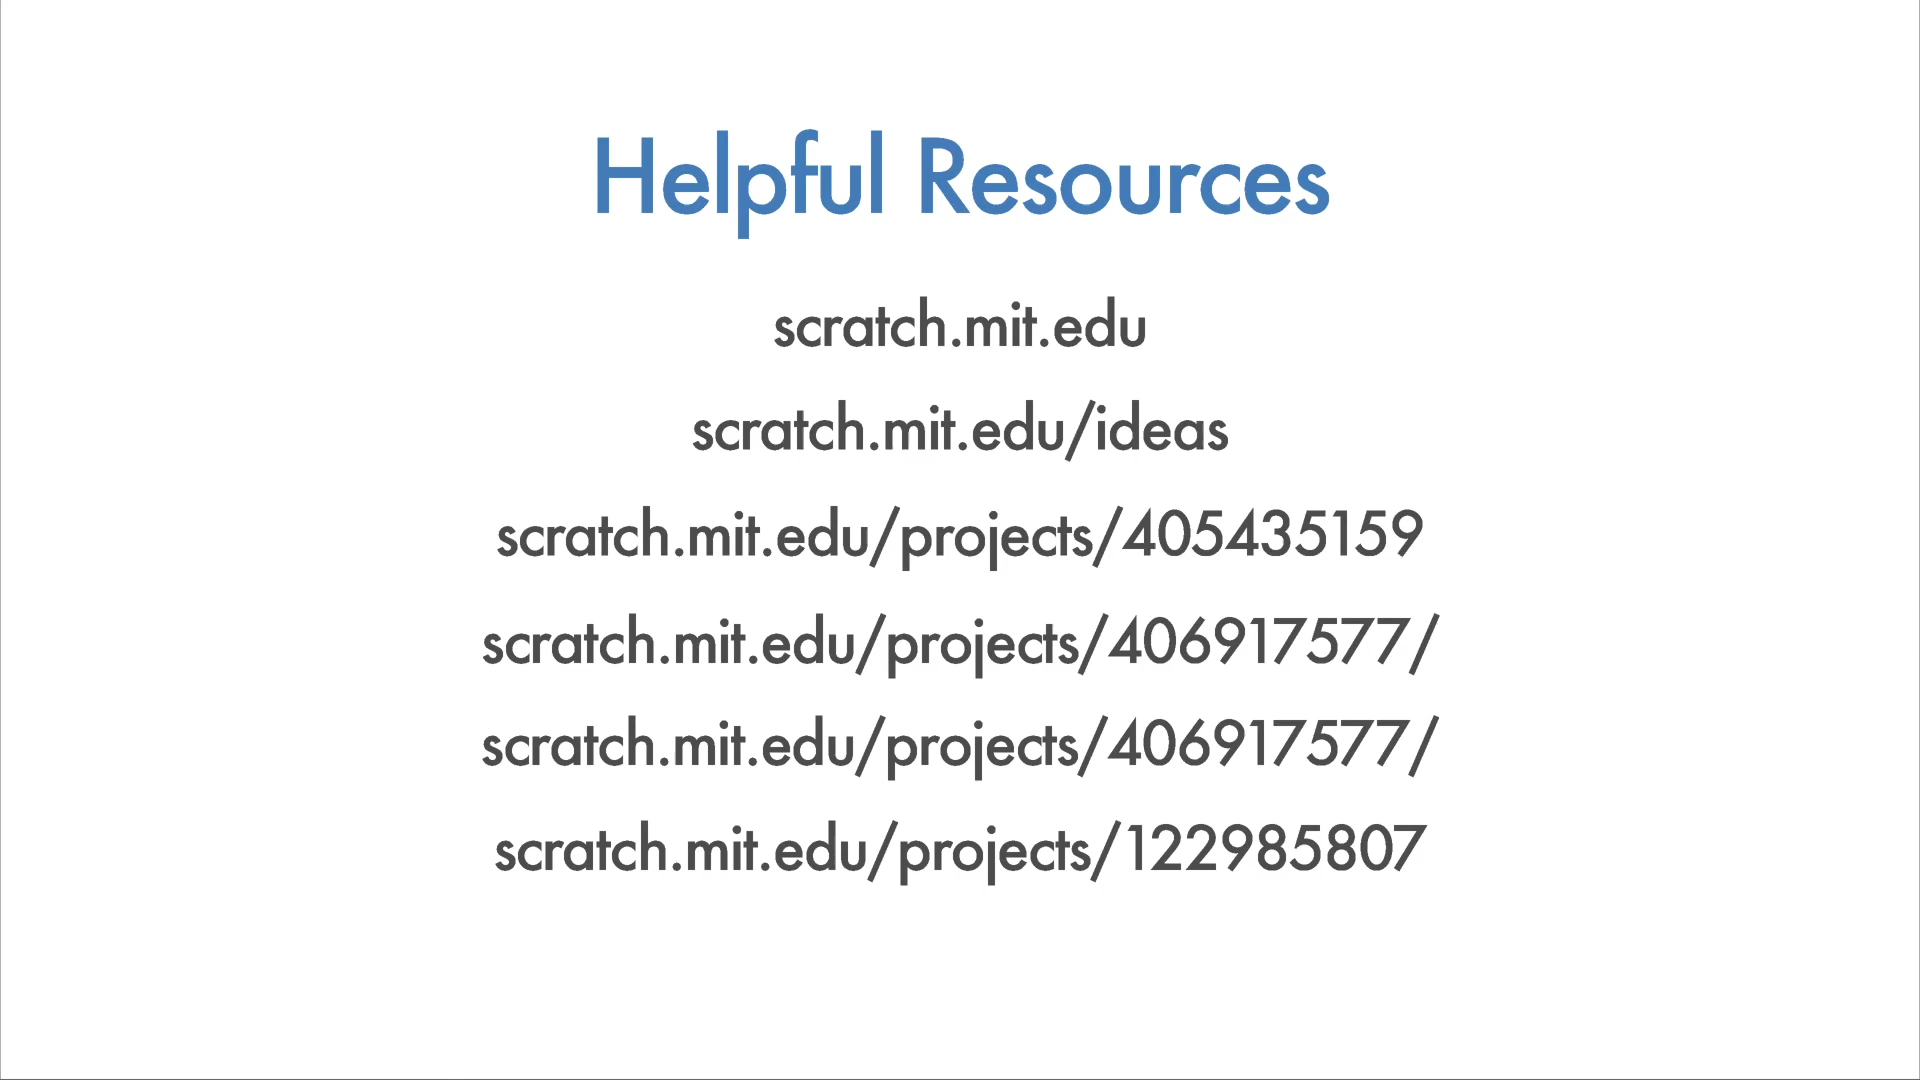 Helpful Resources
scratch.mit.edu
scratch.mit.edu/ideas
scratch.mit.edu/projects/405435159
scratch.mit.edu/projects/406917577/
scratch.mit.edu/projects/406917577/
scratch.mit.edu/projects/122985807